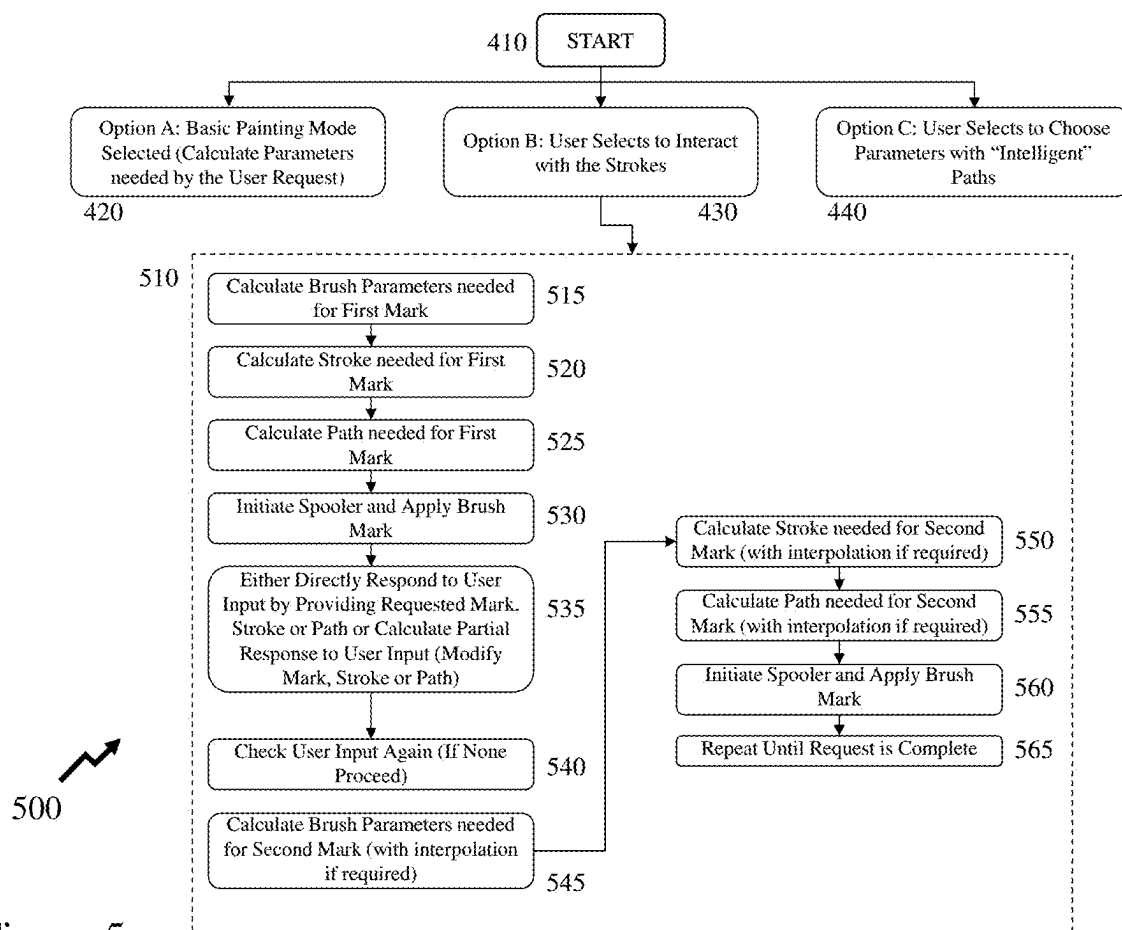 410
START
Option A: Basic Painting Mode
Selected (Calculate Parameters
needed by the User Request)
420
Option B: User Selects to Interact
with the Strokes
430
Option C: User Selects to Choose
Parameters with “Intelligent”
Paths
440
510
Calculate Brush Parameters needed
for First Mark
515
Calculate Stroke needed for First
Mark
520
Calculate Path needed for First
Mark
525
Initiate Spooler and Apply Brush
Mark
530
Either Directly Respond to User
Input by Providing Requested Mark,
Stroke or Path or Calculate Partial
Response to User Input (Modify
Mark, Stroke or Path)
535
Check User Input Again (If None
Proceed)
540
Calculate Brush Parameters needed
for Second Mark (with interpolation
if required)
545
Calculate Stroke needed for Second
Mark (with interpolation if required)
550
Calculate Path needed for Second
Mark (with interpolation if required)
555
Initiate Spooler and Apply Brush
Mark
560
Repeat Until Request is Complete
565
500